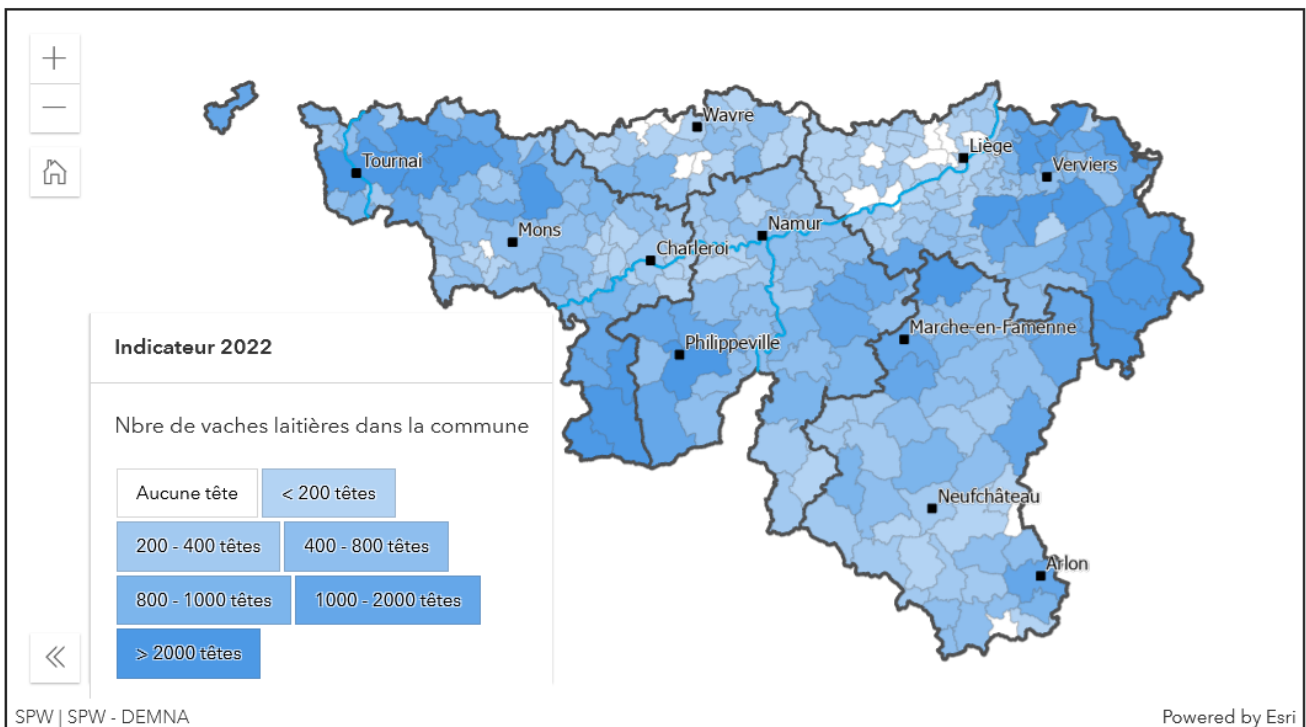 Wavre
Liège
Tournai
Verviers
Namur
Mons
Charleroi
Marche-en-Famenne
Philippeville
Neufchâteau
Arlon
Indicateur 2022
Nbre de vaches laitières dans la commune
Aucune tête
< 200 têtes
200 - 400 têtes
400 - 800 têtes
800 - 1000 têtes
1000 - 2000 têtes
> 2000 têtes
SPW | SPW - DEMNA
Powered by Esri